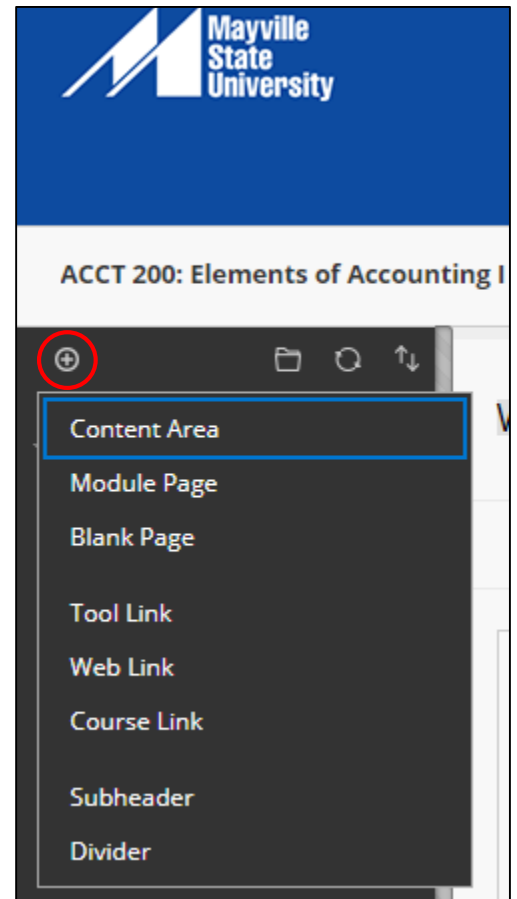 Mayville
State
University
ACCT 200: Elements of Accounting I
Content Area
Module Page
Blank Page
Tool Link
Web Link
Course Link
Subheader
Divider